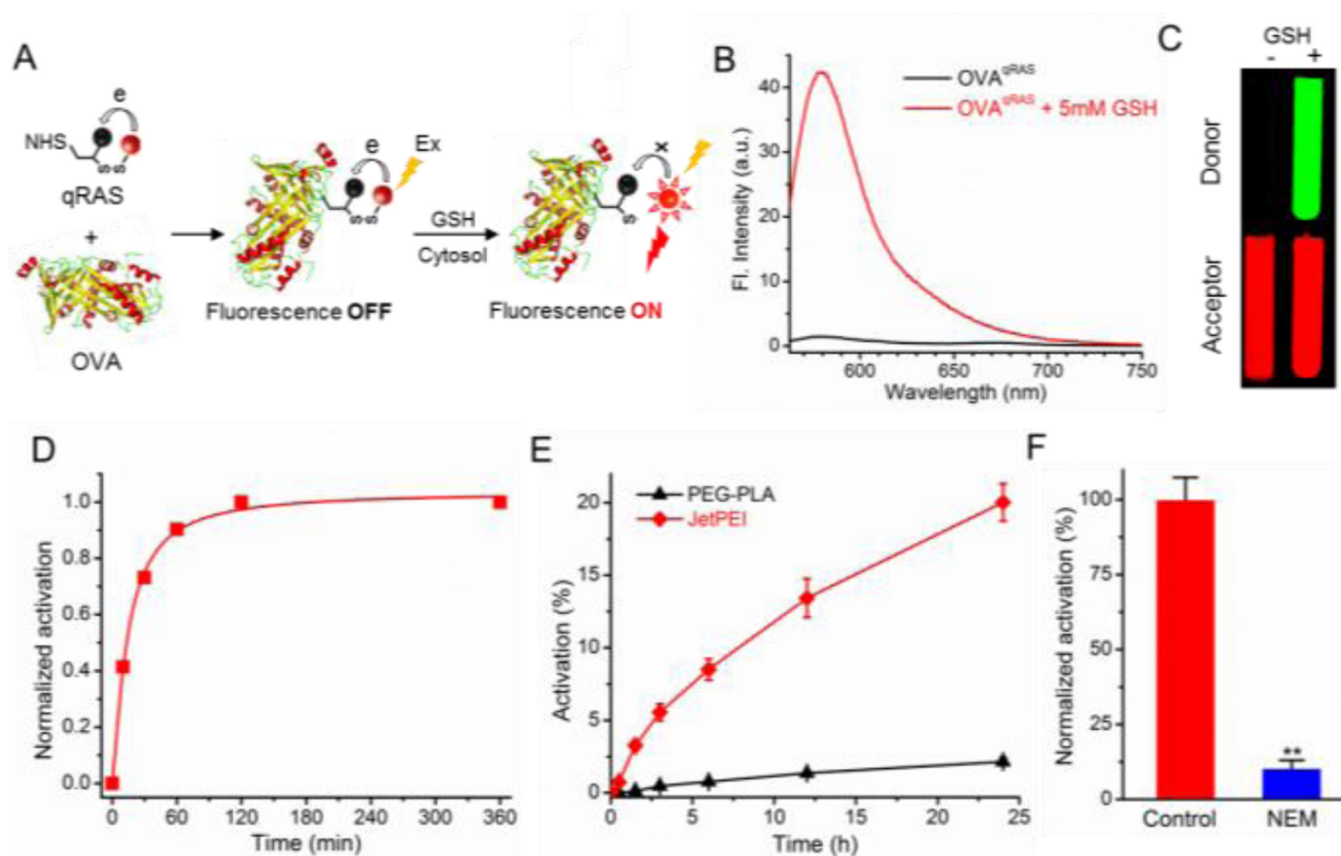 A
NHS
e
S
S
qRAS
+
OVA
e
Ex
S
S
Fluorescence OFF
GSH
Cytosol
×
S
Fluorescence ON
B
OVA^qRAS
OVA^qRAS + 5mM GSH
Fl. Intensity (a.u.)
40
30
20
10
0
600
650
700
750
Wavelength (nm)
C
GSH
- +
Donor
Acceptor
D
Normalized activation
1.0
0.8
0.6
0.4
0.2
0.0
0 60 120 180 240 300 360
Time (min)
E
PEG-PLA
JetPEI
Activation (%)
20
15
10
5
0
0 5 10 15 20 25
Time (h)
F
Normalized activation (%)
100
75
50
25
0
**
Control NEM